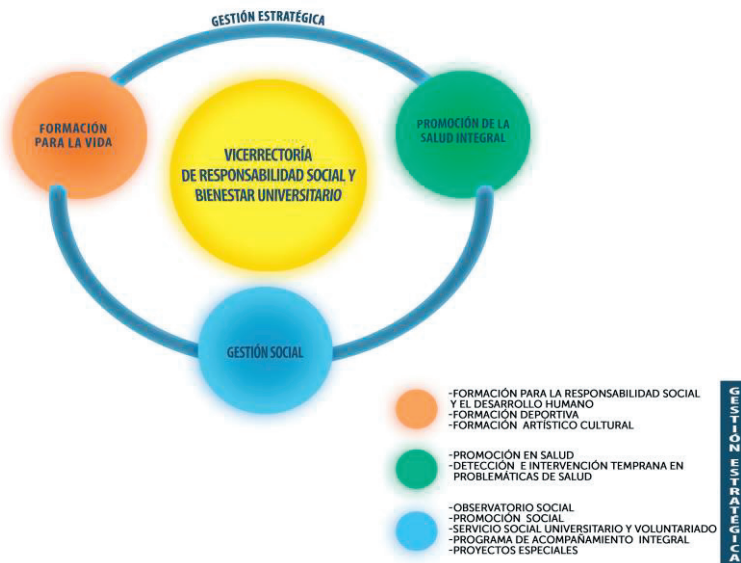 GESTIÓN ESTRATÉGICA
FORMACIÓN
PARA LA VIDA
VICERRECTORÍA
DE RESPONSABILIDAD SOCIAL Y
BIENESTAR UNIVERSITARIO
PROMOCIÓN DE LA
SALUD INTEGRAL
GESTIÓN SOCIAL
-FORMACIÓN PARA LA RESPONSABILIDAD SOCIAL
Y EL DESARROLLO HUMANO
-FORMACIÓN DEPORTIVA
-FORMACIÓN ARTÍSTICO CULTURAL
-PROMOCIÓN EN SALUD
-DETECCIÓN E INTERVENCIÓN TEMPRANA EN
PROBLEMÁTICAS DE SALUD
-OBSERVATORIO SOCIAL
-PROMOCIÓN SOCIAL
-SERVICIO SOCIAL UNIVERSITARIO Y VOLUNTARIADO
-PROGRAMA DE ACOMPAÑAMIENTO INTEGRAL
-PROYECTOS ESPECIALES
GESTIÓN ESTRATÉGICA